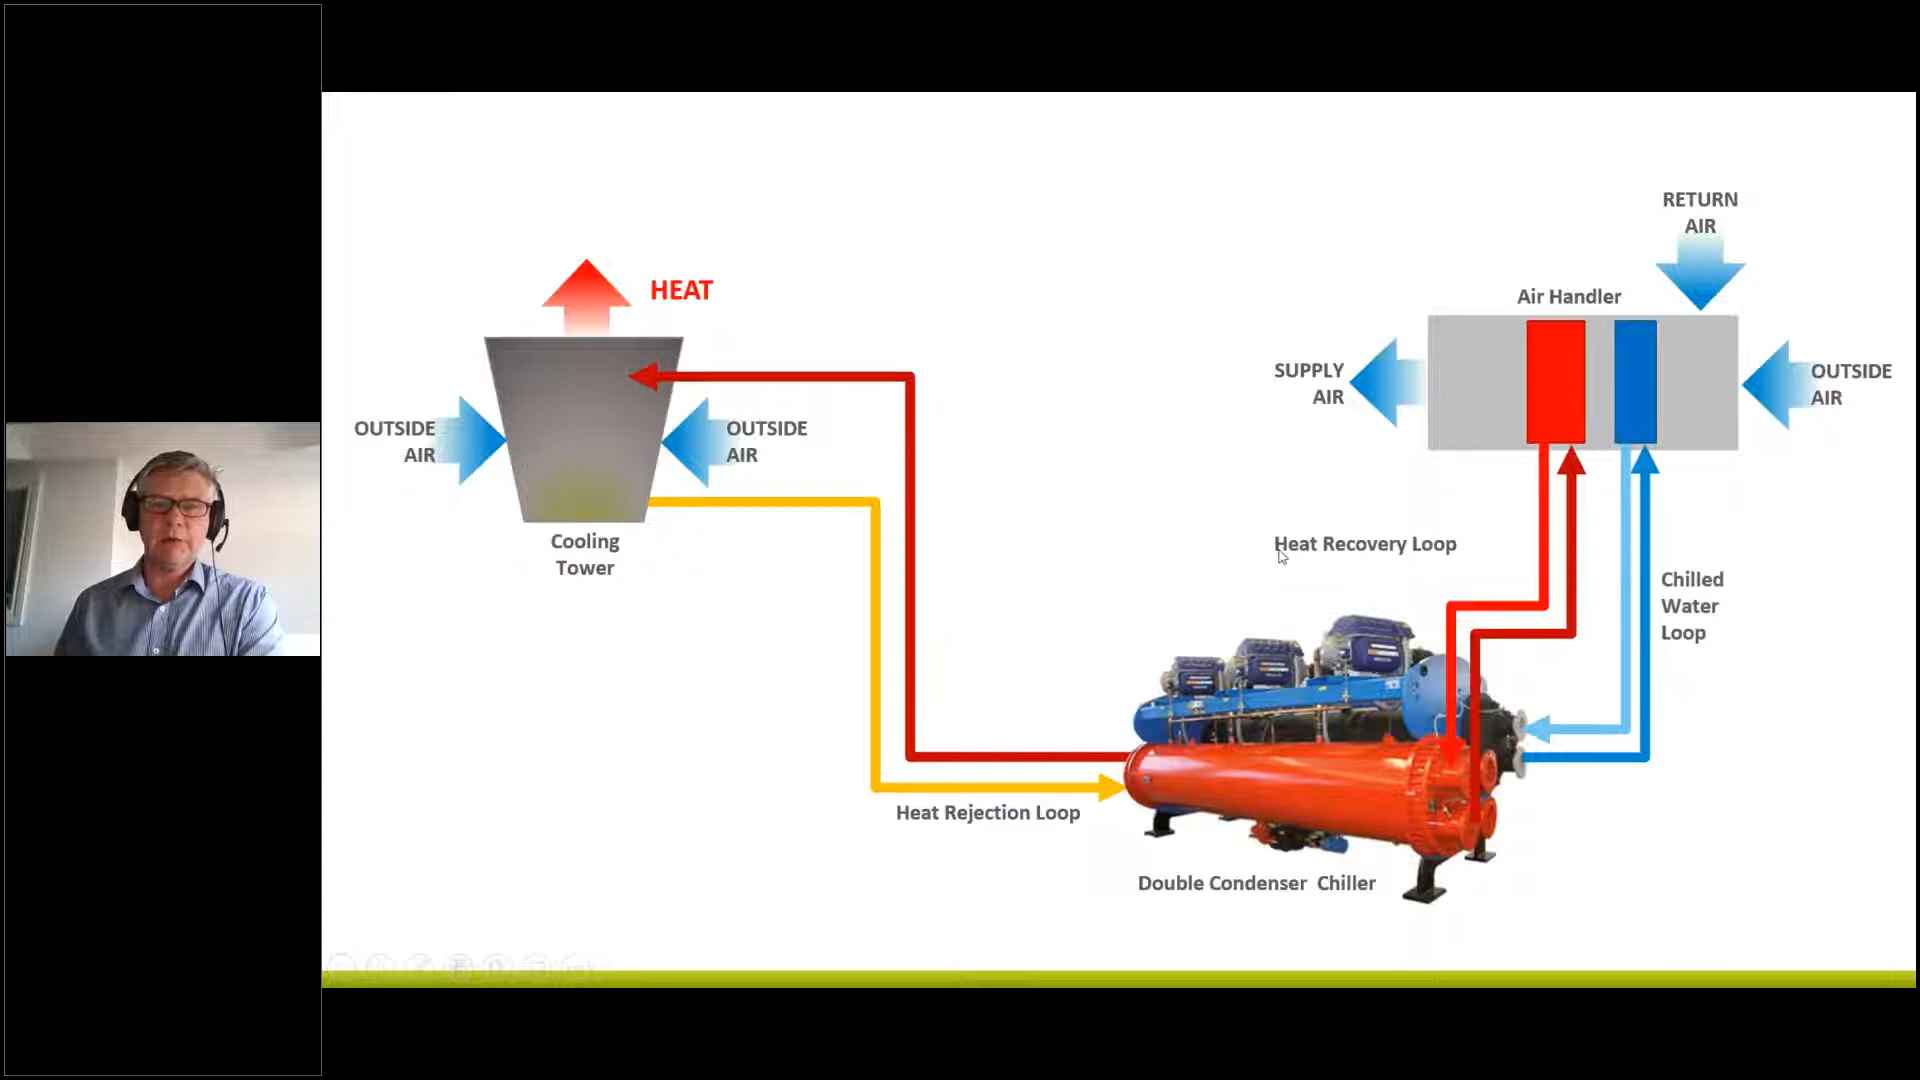 RETURN
AIR
HEAT
Air Handler
SUPPLY
AIR
OUTSIDE
AIR
OUTSIDE
AIR
OUTSIDE
AIR
Cooling
Tower
Heat Recovery Loop
Chilled
Water
Loop
Heat Rejection Loop
Double Condenser Chiller